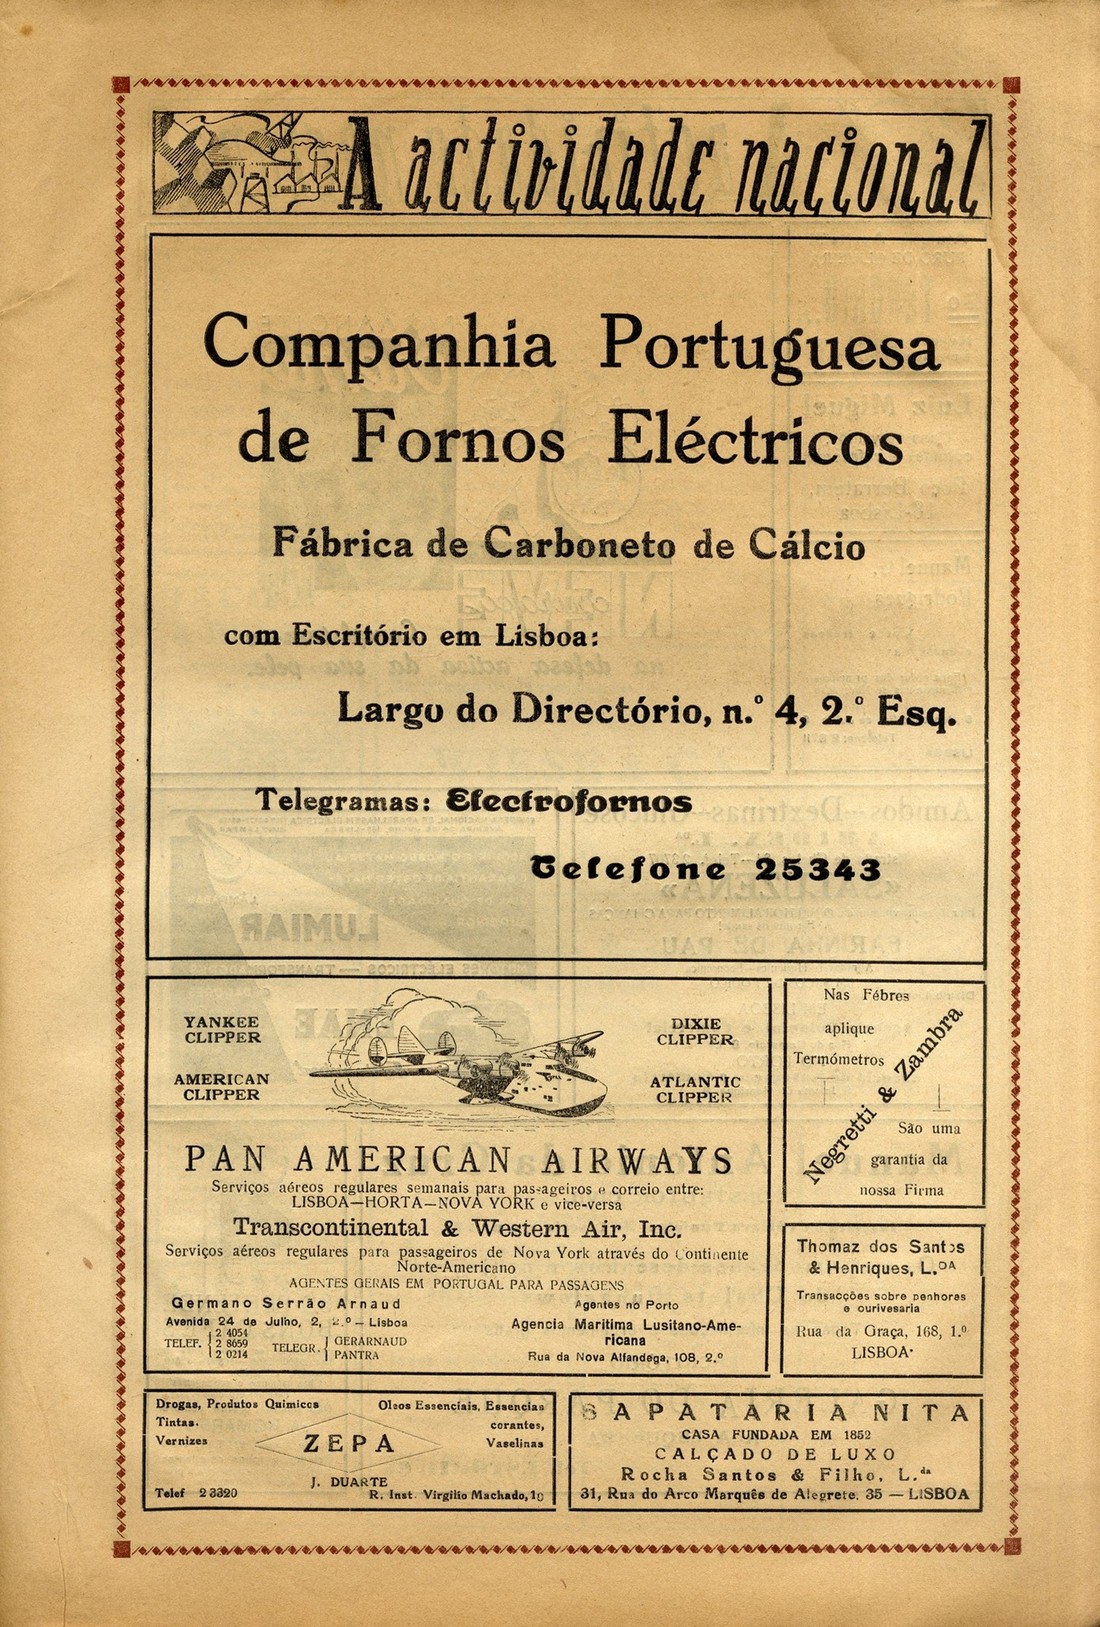 A actividade nacional
Companhia Portuguesa
de Fornos Eléctricos
Fábrica de Carboneto de Cálcio
com Escritório em Lisboa:
Largo do Directório, n.º 4, 2.º Esq.
Telegramas: Electrofornos
Telefone 25343
YANKEE
CLIPPER
AMERICAN
CLIPPER
DIXIE
CLIPPER
ATLANTIC
CLIPPER
PAN AMERICAN AIRWAYS
Serviços aéreos regulares semanais para passageiros e correio entre:
LISBOA—HORTA—NOVA YORK e vice-versa
Transcontinental & Western Air, Inc.
Serviços aéreos regulares para passageiros de Nova York através do Continente
Norte-Americano
AGENTES GERAIS EM PORTUGAL PARA PASSAGENS
Germano Serrão Arnaud
Avenida 24 de Julho, 2, 2.º — Lisboa
TELEF. { 2 4054
2 8659
2 0214
TELEGR. { GERARNAUD
PANTRA
Agentes no Porto
Agencia Maritima Lusitano-Ame-
ricana
Rua da Nova Alfandega, 108, 2.º
Nas Fébres
aplique
Termómetros
Negretti & Zambra
São uma
garantia da
nossa Firma
Thomaz dos Santos
& Henriques, L.DA
Transacções sobre penhores
e ourivesaria
Rua da Graça, 168, 1.º
LISBOA
Drogas, Produtos Quimicos
Tintas.
Vernizes
Oleos Essenciais, Essencias
corantes,
Vaselinas
ZEPA
J. DUARTE
Telef 2 3320
R. Inst. Virgilio Machado,
SAPATARIA NITA
CASA FUNDADA EM 1852
CALÇADO DE LUXO
Rocha Santos & Filho, L.da
31, Rua do Arco Marquês de Alegrete. 35 — LISBOA